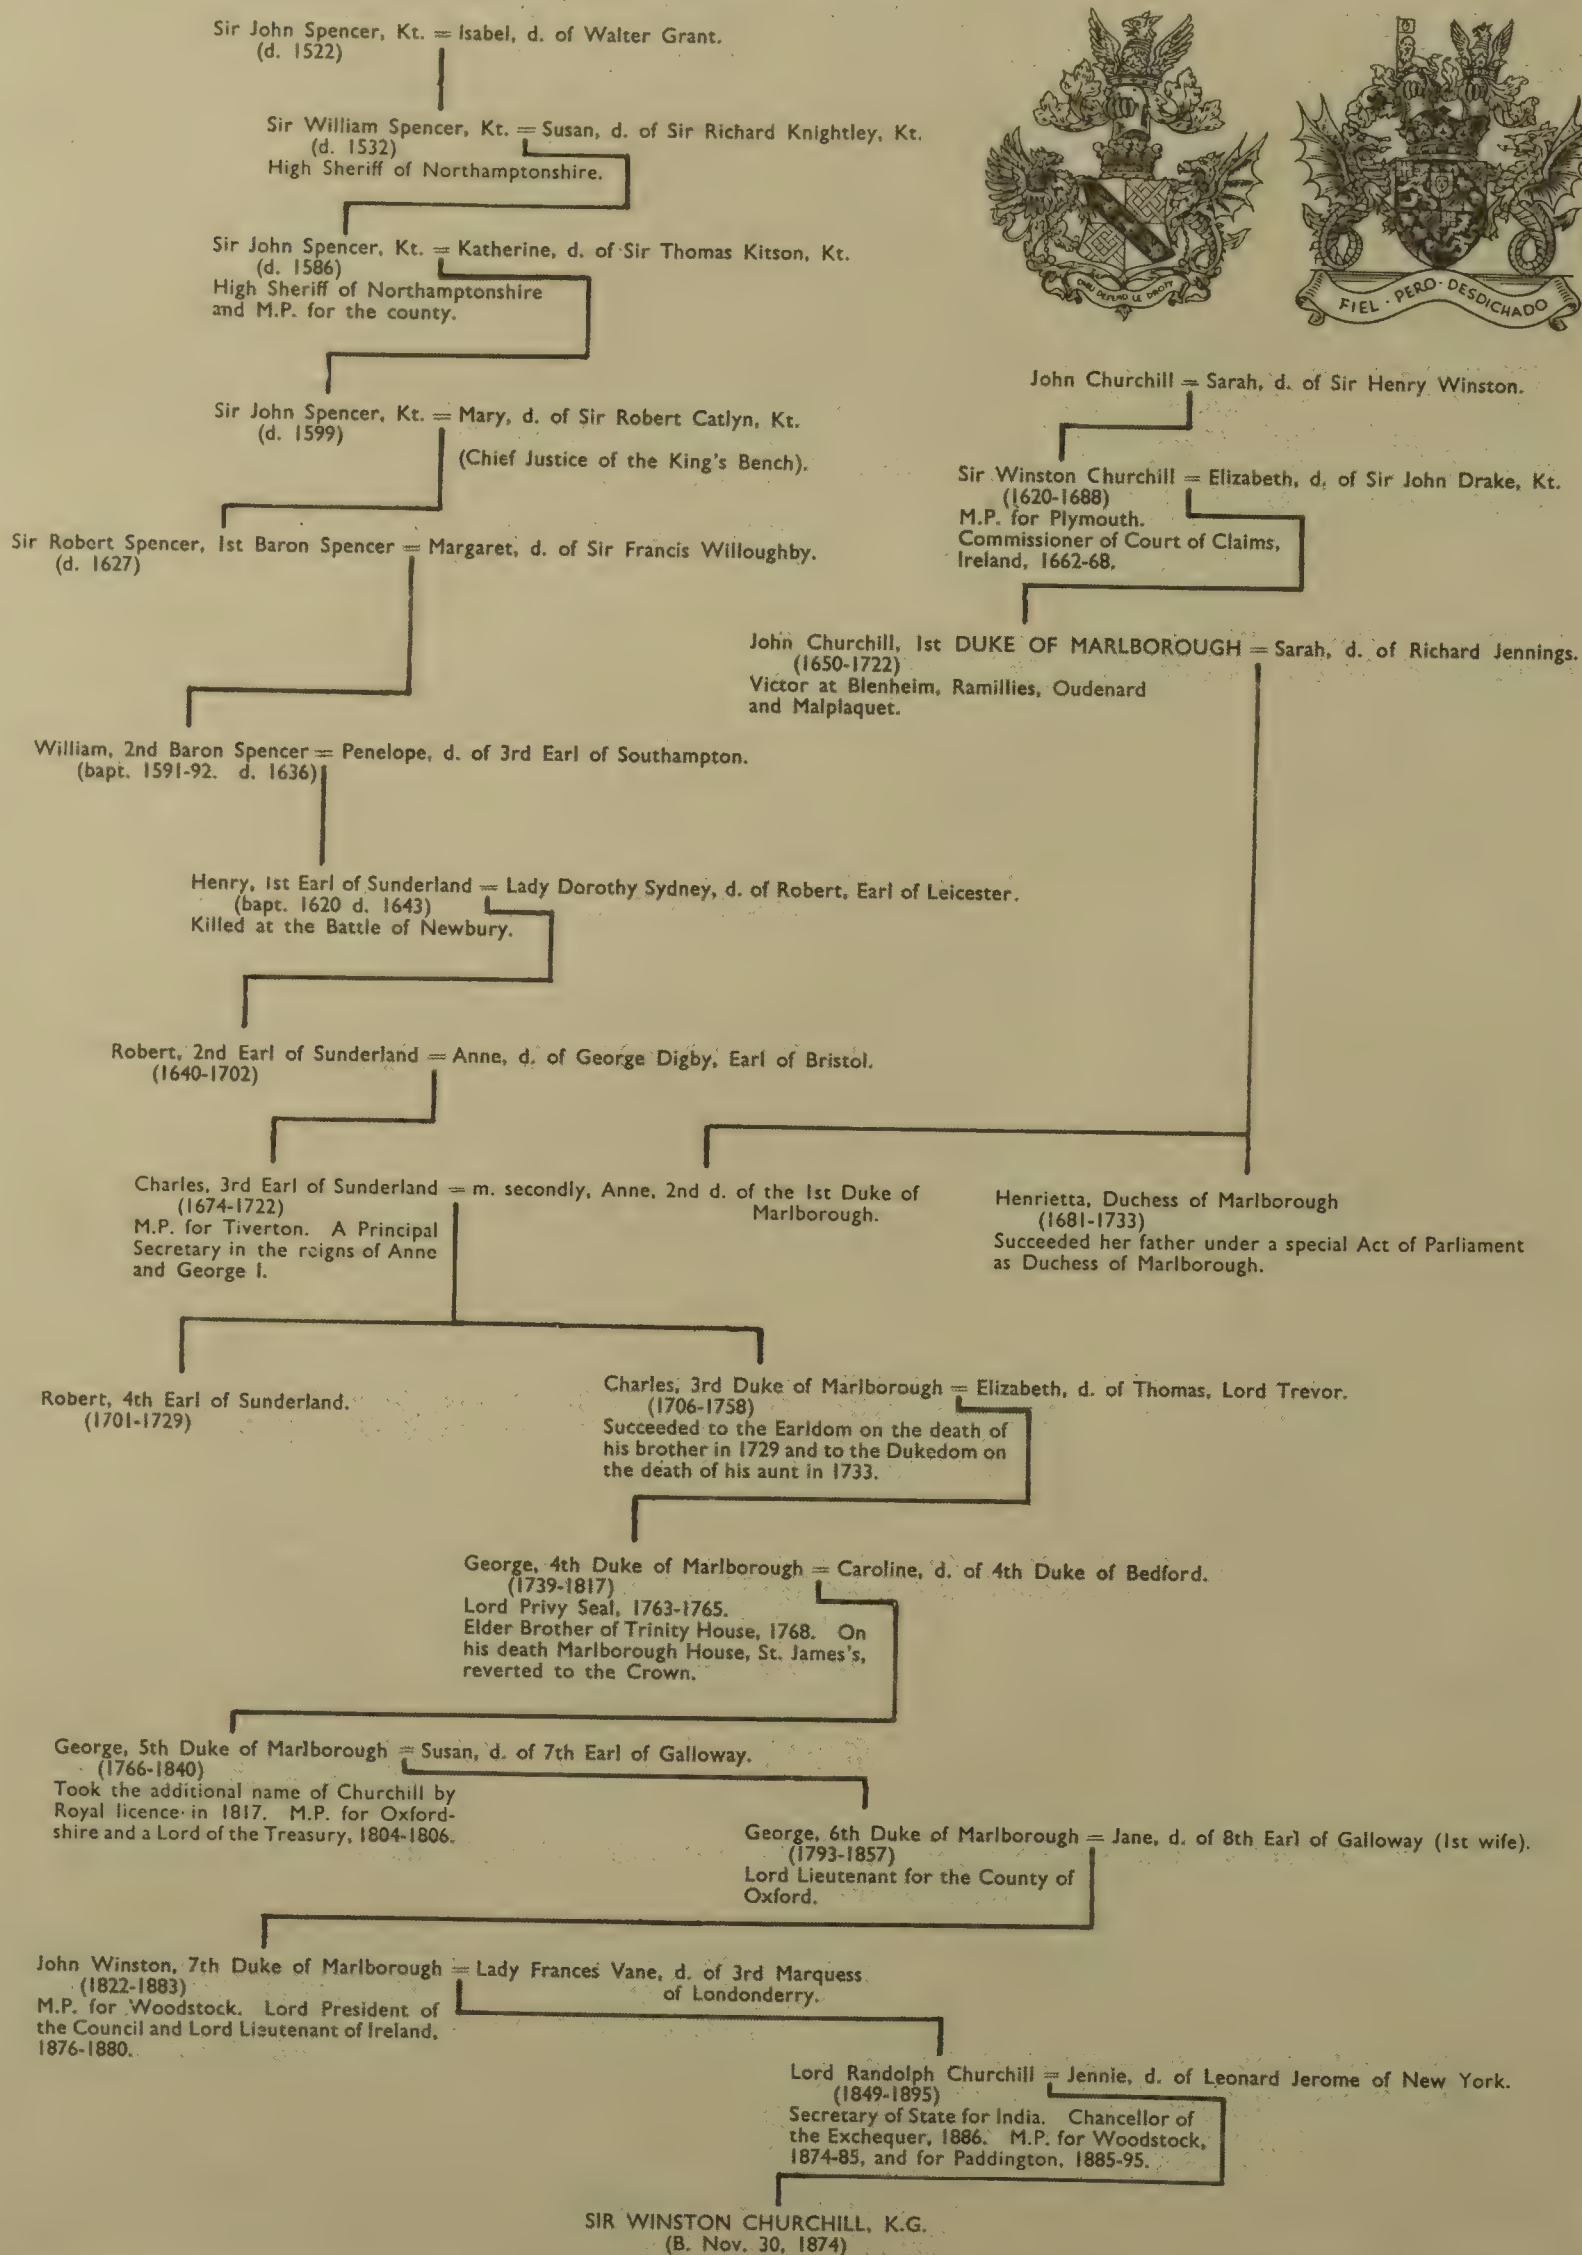 Sir John Spencer, Kt. = Isabel, d. of Walter Grant.
(d. 1522)
Sir William Spencer, Kt. = Susan, d. of Sir Richard Knightley, Kt.
(d. 1532)
High Sheriff of Northamptonshire.
Sir John Spencer, Kt. = Katherine, d. of Sir Thomas Kitson, Kt.
(d. 1586)
High Sheriff of Northamptonshire
and M.P. for the county.
DIEU DEFEND LE DROIT
FIEL · PERO · DESDICHADO
Sir John Spencer, Kt. = Mary, d. of Sir Robert Catlyn, Kt.
(d. 1599)
(Chief Justice of the King's Bench).
John Churchill = Sarah, d. of Sir Henry Winston.
Sir Winston Churchill = Elizabeth, d. of Sir John Drake, Kt.
(1620-1688)
M.P. for Plymouth.
Commissioner of Court of Claims,
Ireland, 1662-68.
Sir Robert Spencer, 1st Baron Spencer = Margaret, d. of Sir Francis Willoughby.
(d. 1627)
John Churchill, 1st DUKE OF MARLBOROUGH = Sarah, d. of Richard Jennings.
(1650-1722)
Victor at Blenheim, Ramillies, Oudenard
and Malplaquet.
William, 2nd Baron Spencer = Penelope, d. of 3rd Earl of Southampton.
(bapt. 1591-92. d. 1636)
Henry, 1st Earl of Sunderland = Lady Dorothy Sydney, d. of Robert, Earl of Leicester.
(bapt. 1620 d. 1643)
Killed at the Battle of Newbury.
Robert, 2nd Earl of Sunderland = Anne, d. of George Digby, Earl of Bristol.
(1640-1702)
Charles, 3rd Earl of Sunderland = m. secondly, Anne, 2nd d. of the 1st Duke of
Marlborough.
(1674-1722)
M.P. for Tiverton. A Principal
Secretary in the reigns of Anne
and George I.
Henrietta, Duchess of Marlborough
(1681-1733)
Succeeded her father under a special Act of Parliament
as Duchess of Marlborough.
Robert, 4th Earl of Sunderland.
(1701-1729)
Charles, 3rd Duke of Marlborough = Elizabeth, d. of Thomas, Lord Trevor.
(1706-1758)
Succeeded to the Earldom on the death of
his brother in 1729 and to the Dukedom on
the death of his aunt in 1733.
George, 4th Duke of Marlborough = Caroline, d. of 4th Duke of Bedford.
(1739-1817)
Lord Privy Seal, 1763-1765.
Elder Brother of Trinity House, 1768. On
his death Marlborough House, St. James's,
reverted to the Crown.
George, 5th Duke of Marlborough = Susan, d. of 7th Earl of Galloway.
(1766-1840)
Took the additional name of Churchill by
Royal licence in 1817. M.P. for Oxford-
shire and a Lord of the Treasury, 1804-1806.
George, 6th Duke of Marlborough = Jane, d. of 8th Earl of Galloway (1st wife).
(1793-1857)
Lord Lieutenant for the County of
Oxford.
John Winston, 7th Duke of Marlborough = Lady Frances Vane, d. of 3rd Marquess
of Londonderry.
(1822-1883)
M.P. for Woodstock. Lord President of
the Council and Lord Lieutenant of Ireland,
1876-1880.
Lord Randolph Churchill = Jennie, d. of Leonard Jerome of New York.
(1849-1895)
Secretary of State for India. Chancellor of
the Exchequer, 1886. M.P. for Woodstock,
1874-85, and for Paddington, 1885-95.
SIR WINSTON CHURCHILL, K.G.
(B. Nov. 30, 1874)